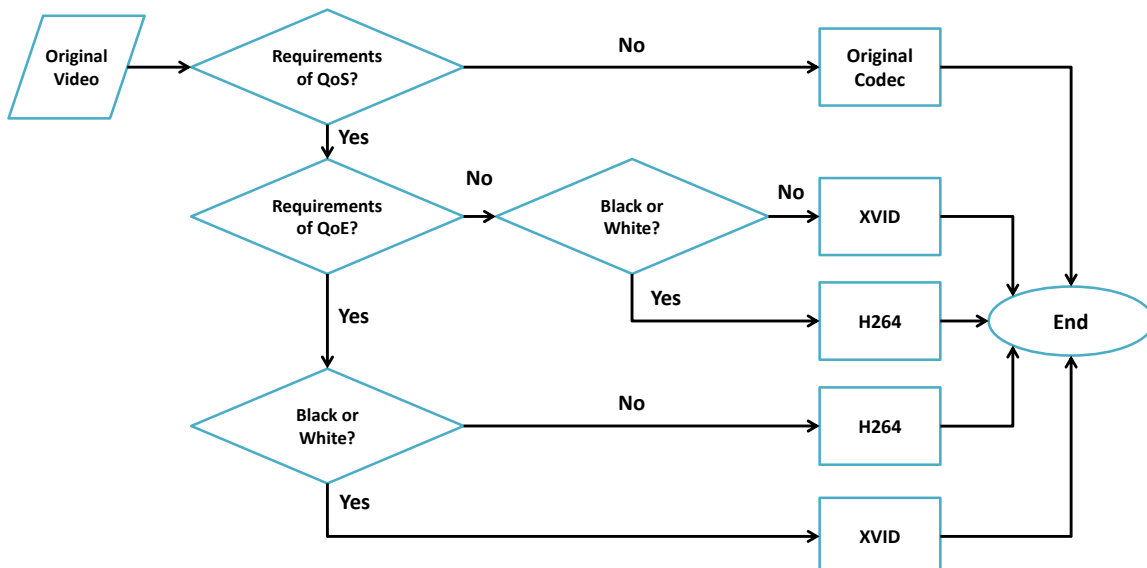 Original
Video
Requirements
of QoS?
No
Original
Codec
Yes
Requirements
of QoE?
No
Black or
White?
No
XVID
Yes
H264
End
Yes
Black or
White?
No
H264
Yes
XVID